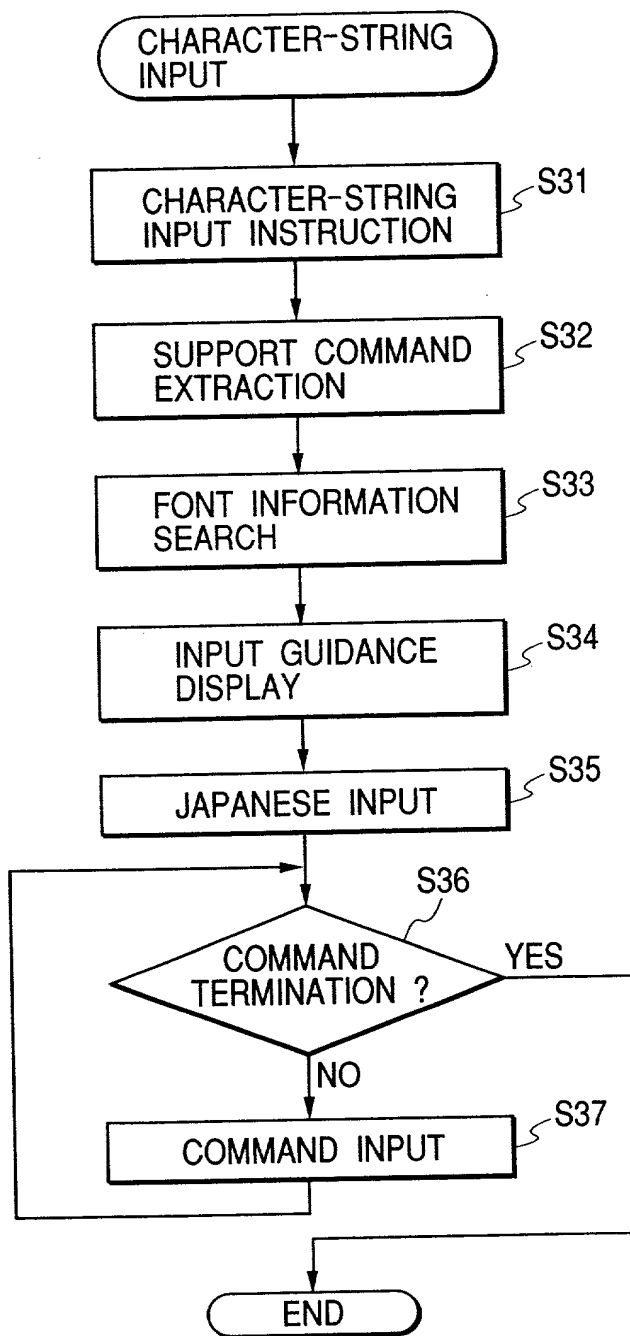 CHARACTER-STRING
INPUT
CHARACTER-STRING
INPUT INSTRUCTION
S31
SUPPORT COMMAND
EXTRACTION
S32
FONT INFORMATION
SEARCH
S33
INPUT GUIDANCE
DISPLAY
S34
JAPANESE INPUT
S35
S36
COMMAND
TERMINATION ?
YES
NO
COMMAND INPUT
S37
END